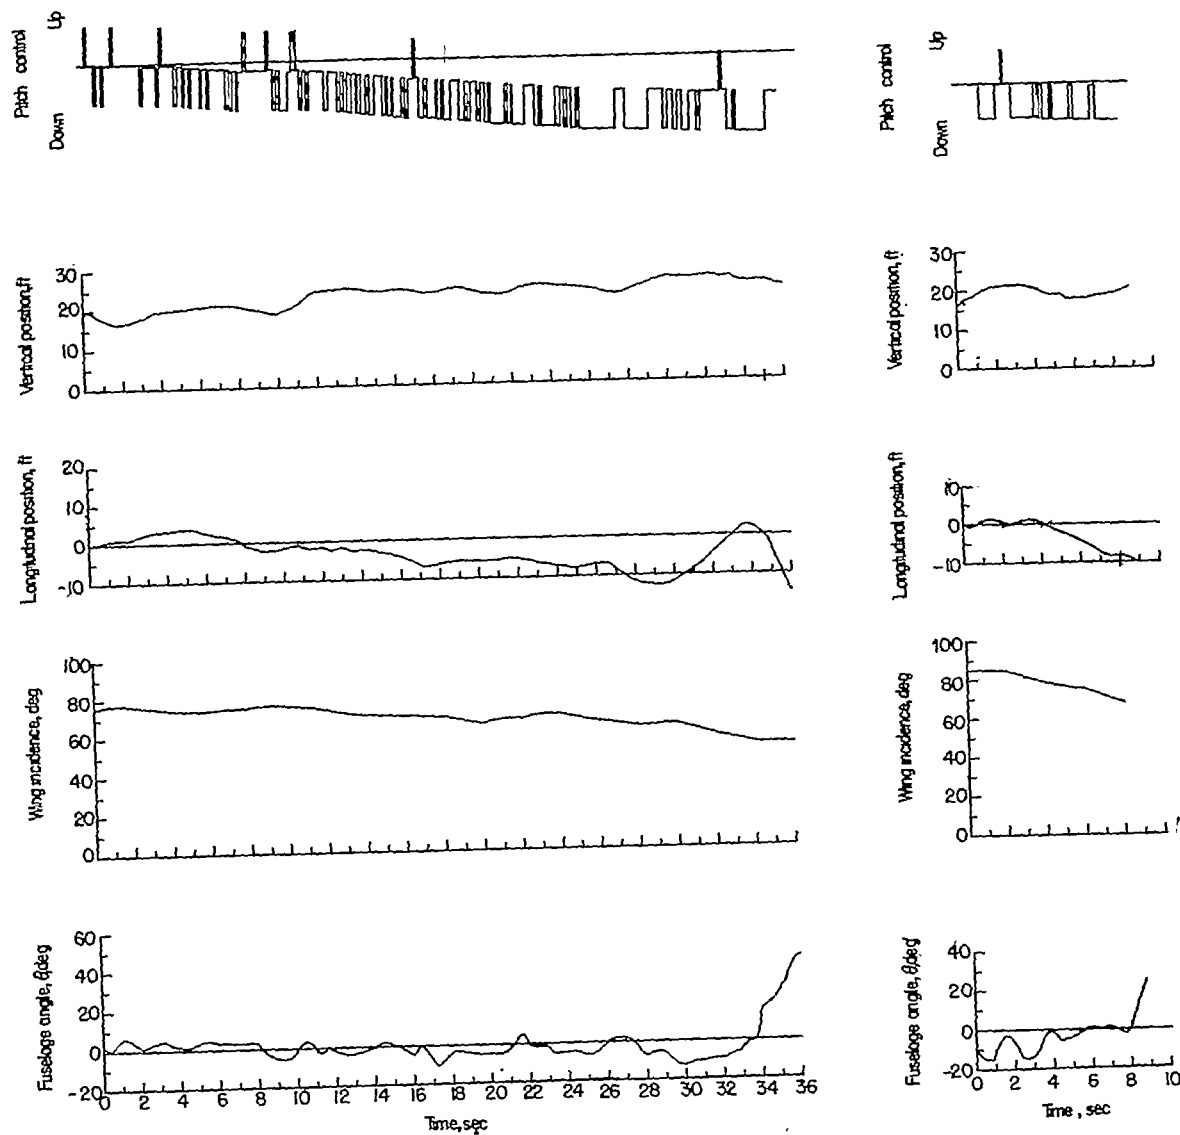 Pitch control
Up
Down
Pitch control
Up
Down
Vertical position, ft
30
20
10
0
Vertical position, ft
30
20
10
0
Longitudinal position, ft
20
10
0
-10
Longitudinal position, ft
10
0
-10
Wing incidence, deg
100
80
60
40
20
0
Wing incidence, deg
100
80
60
40
20
0
Fuselage angle, θ, deg
60
40
20
0
-20
0 2 4 6 8 10 12 14 16 18 20 22 24 26 28 30 32 34 36
Time, sec
Fuselage angle, θ, deg
40
20
0
-20
0 2 4 6 8 10
Time, sec